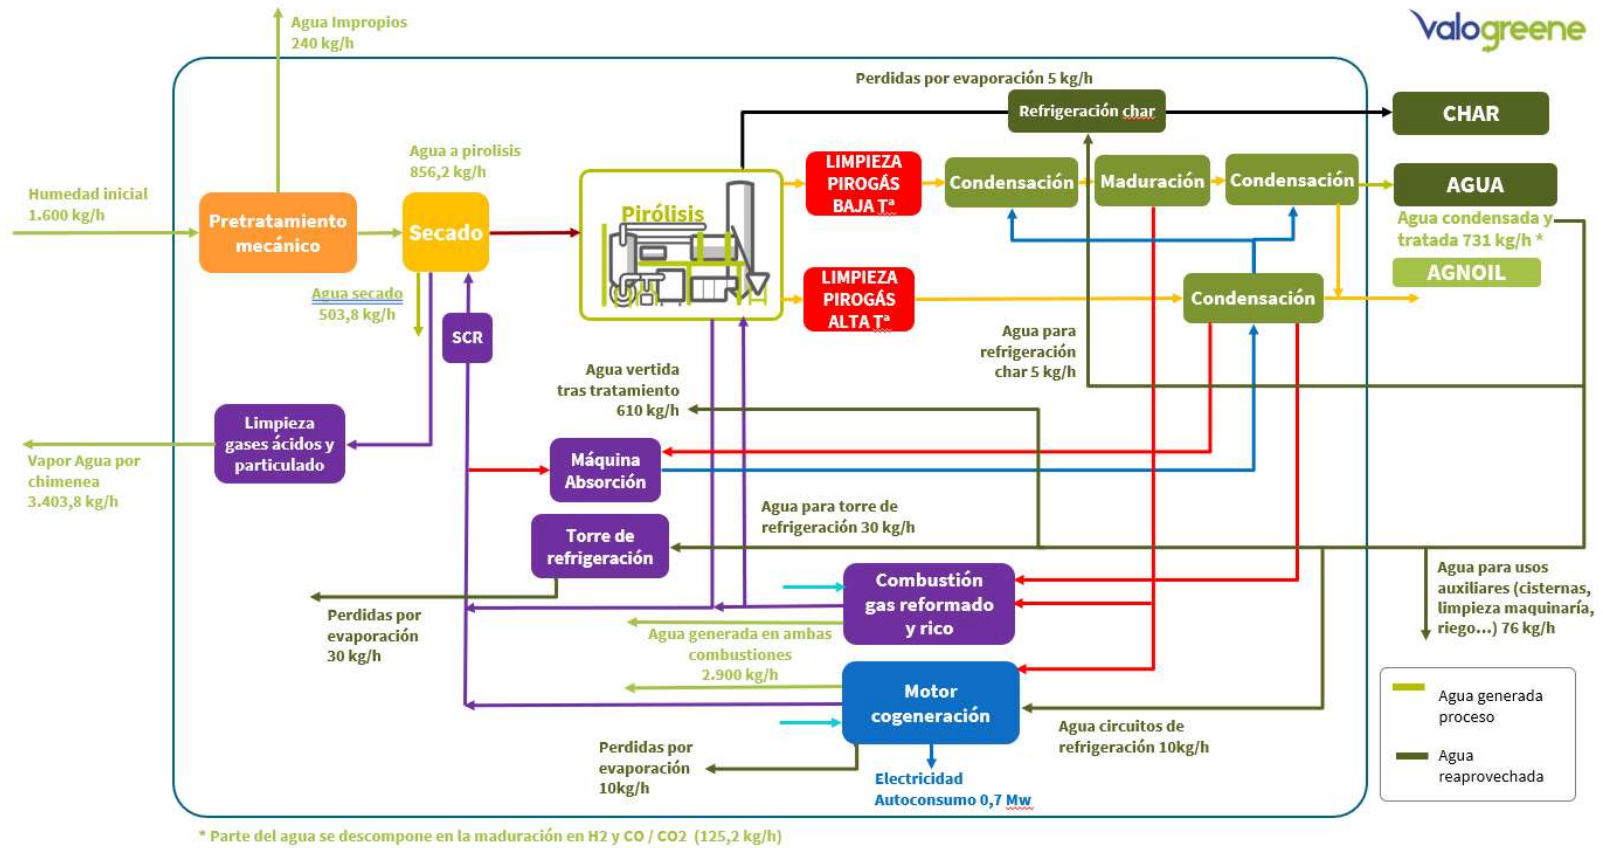 Agua Impropios
240 kg/h
valogreene
Perdidas por evaporación 5 kg/h
Refrigeración char
CHAR
Agua a pirolisis
856,2 kg/h
Humedad inicial
1.600 kg/h
Pretratamiento
mecánico
Secado
Pirólisis
LIMPIEZA
PIROGÁS
BAJA Tª
Condensación
Maduración
Condensación
AGUA
Agua condensada y
tratada 731 kg/h *
AGNOIL
LIMPIEZA
PIROGÁS
ALTA Tª
Condensación
Agua secado
503,8 kg/h
SCR
Agua para
refrigeración
char 5 kg/h
Agua vertida
tras tratamiento
610 kg/h
Limpieza
gases ácidos y
particulado
Vapor Agua por
chimenea
3.403,8 kg/h
Máquina
Absorción
Agua para torre de
refrigeración 30 kg/h
Torre de
refrigeración
Perdidas por
evaporación
30 kg/h
Combustión
gas reformado
y rico
Agua para usos
auxiliares (cisternas,
limpieza maquinaría,
riego...) 76 kg/h
Agua generada en ambas
combustiones
2.900 kg/h
Motor
cogeneración
Agua circuitos de
refrigeración 10kg/h
Perdidas por
evaporación
10kg/h
Electricidad
Autoconsumo 0,7 Mw
Agua generada
proceso
Agua
reaprovechada
* Parte del agua se descompone en la maduración en H2 y CO / CO2 (125,2 kg/h)